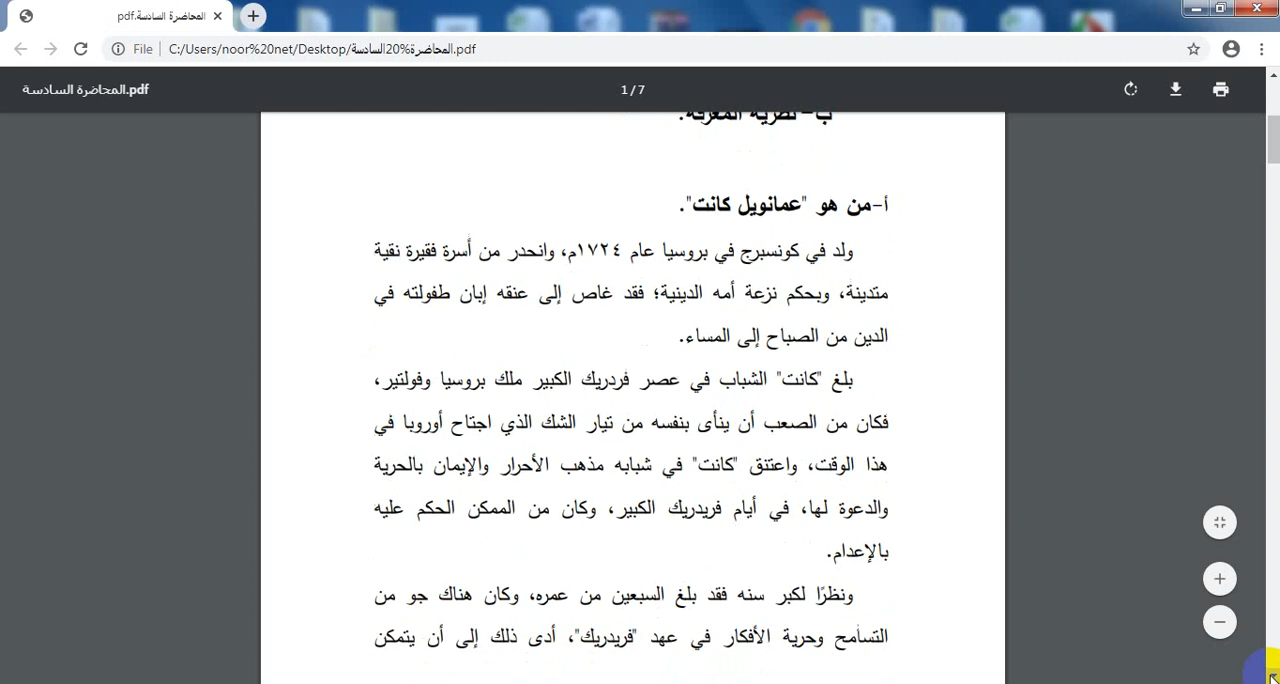 المحاضرة السادسة.pdf
File
C:/Users/noor%20net/Desktop/المحاضرة%20السادسة.pdf
المحاضرة السادسة.pdf
1 / 7
ب- نظرية المعرفة.
أ-من هو "عمانويل كانت".
ولد في كونسبرج في بروسيا عام ١٧٢٤م، وانحدر من أسرة فقيرة نقية
متدينة، وبحكم نزعة أمه الدينية؛ فقد غاص إلى عنقه إبان طفولته في
الدين من الصباح إلى المساء.
بلغ "كانت" الشباب في عصر فردريك الكبير ملك بروسيا وفولتير،
فكان من الصعب أن ينأى بنفسه من تيار الشك الذي اجتاح أوروبا في
هذا الوقت، واعتنق "كانت" في شبابه مذهب الأحرار والإيمان بالحرية
والدعوة لها، في أيام فريدريك الكبير، وكان من الممكن الحكم عليه
بالإعدام.
ونظرًا لكبر سنه فقد بلغ السبعين من عمره، وكان هناك جو من
التسامح وحرية الأفكار في عهد "فريدريك"، أدى ذلك إلى أن يتمكن